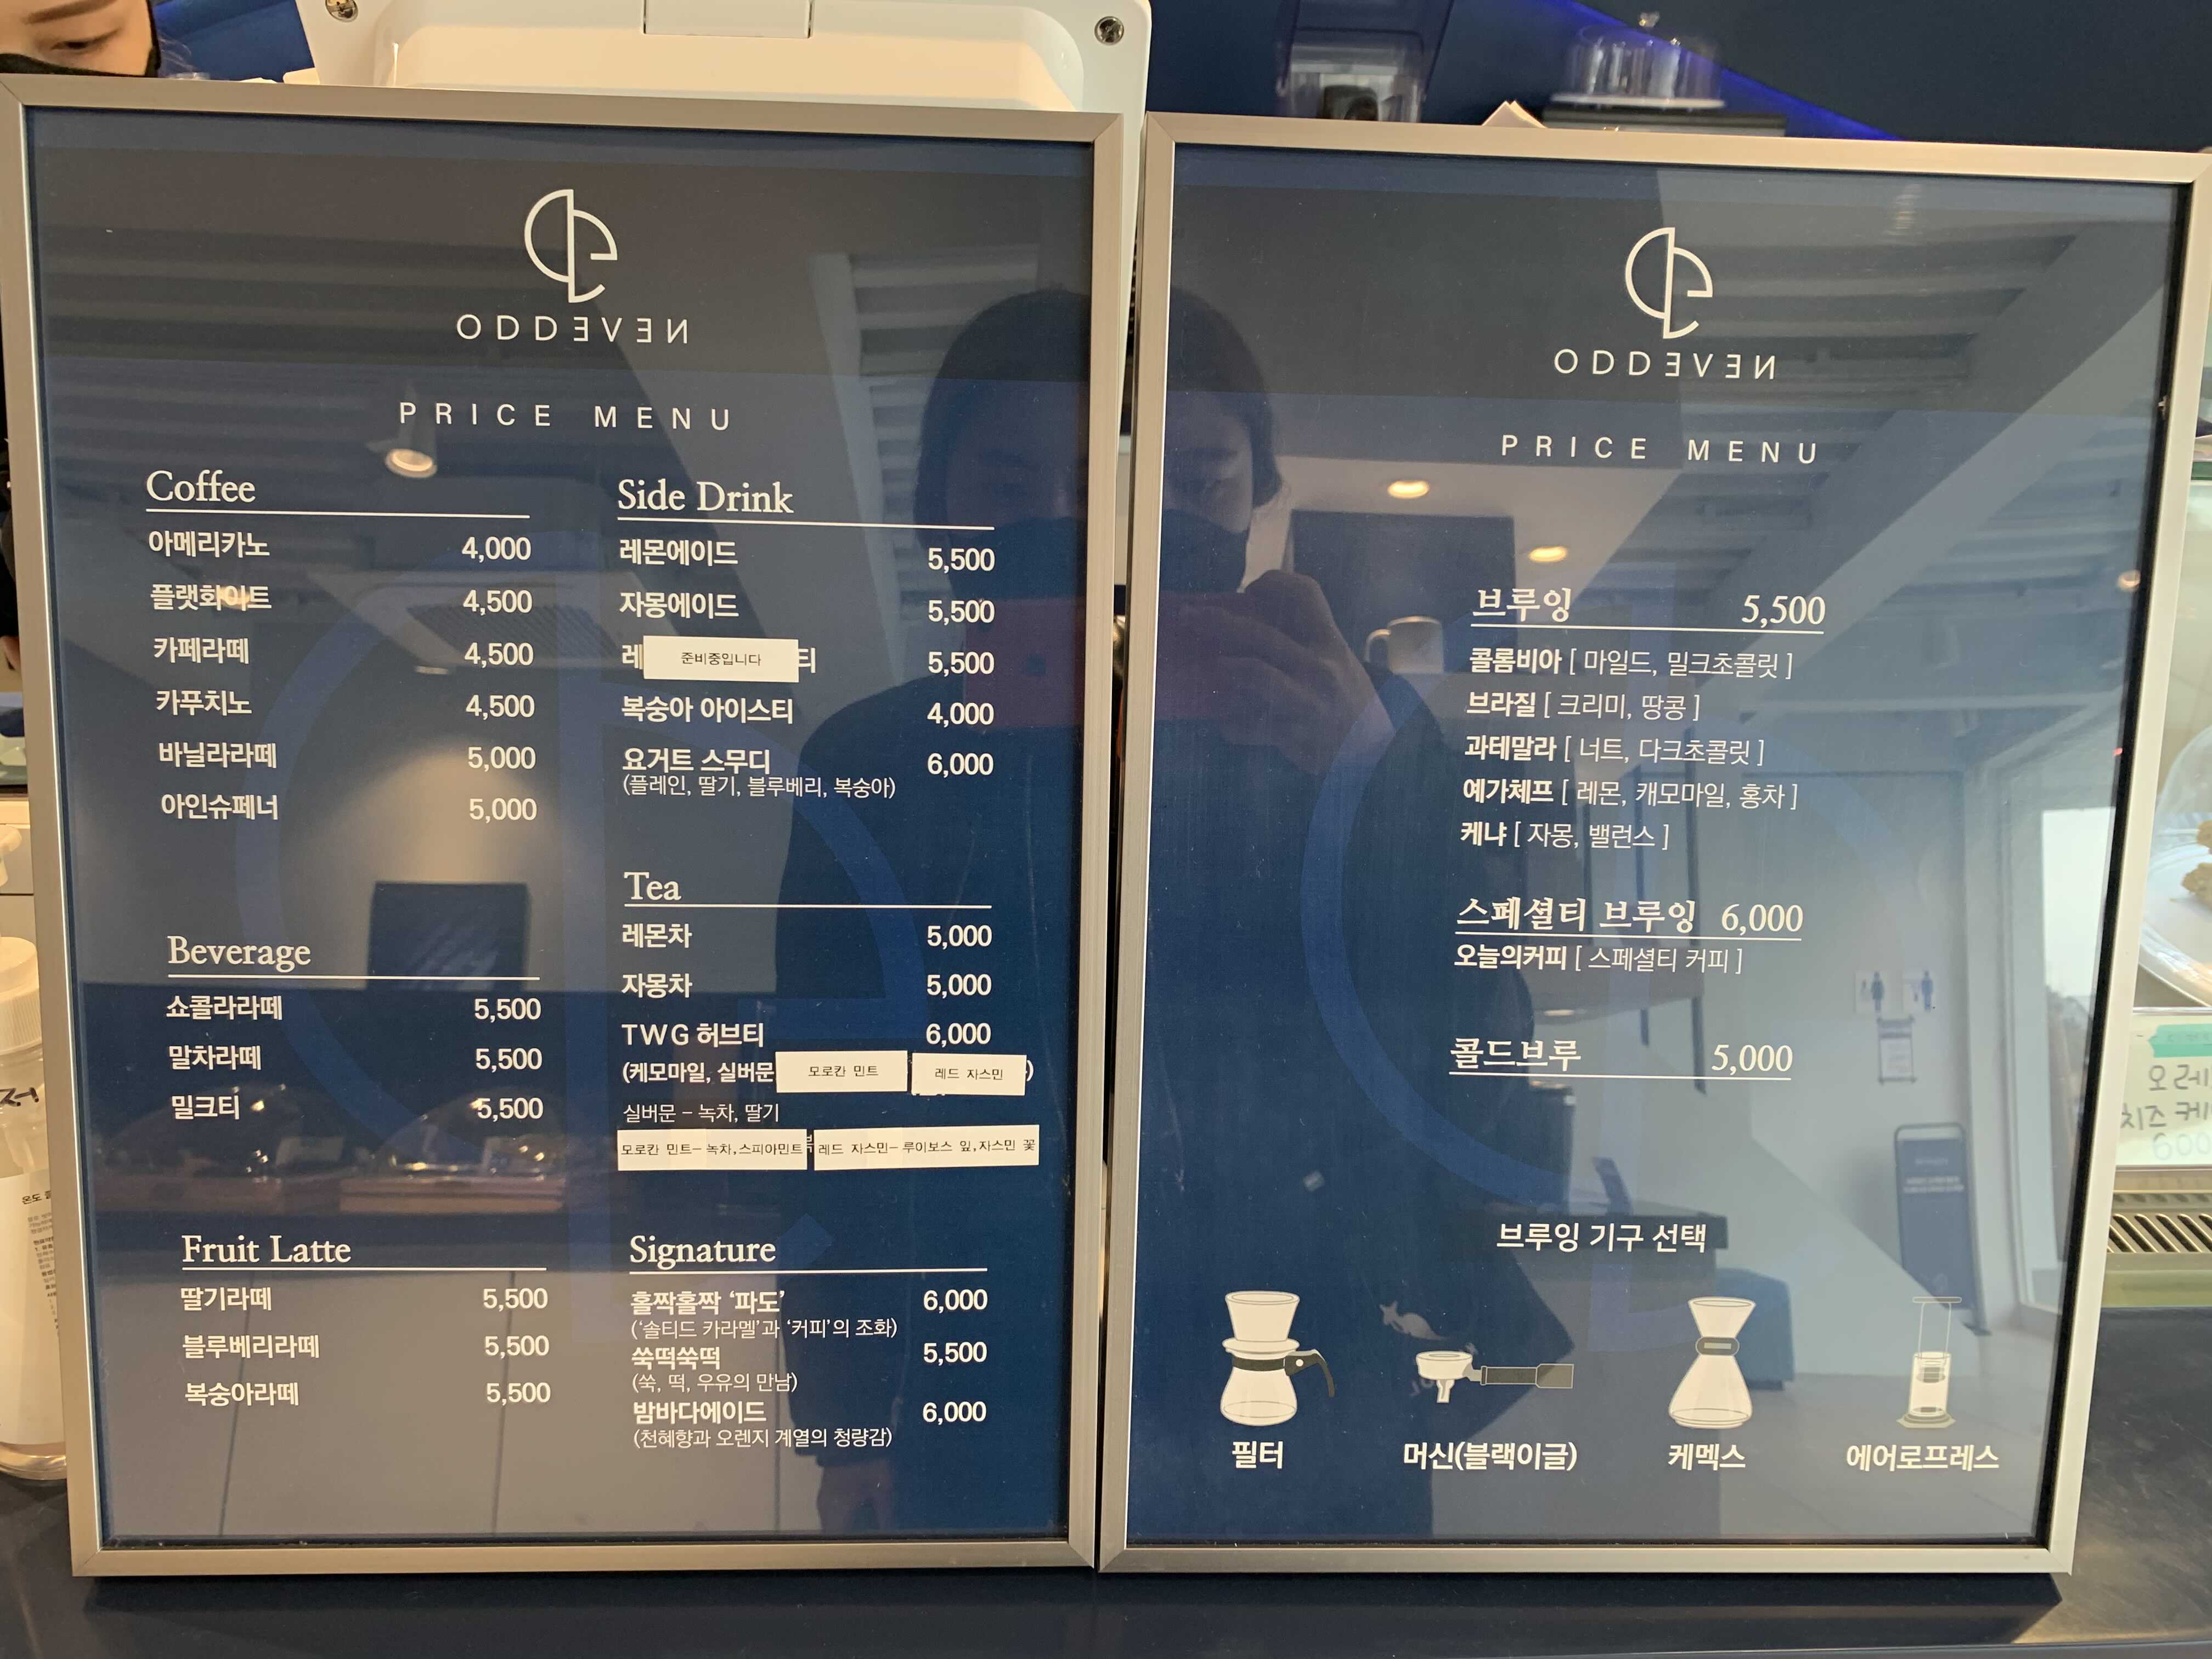 ODDEVEN
PRICE MENU
Coffee
아메리카노 4,000
플랫화이트 4,500
카페라떼 4,500
카푸치노 4,500
바닐라라떼 5,000
아인슈페너 5,000
Beverage
쇼콜라라떼 5,500
말차라떼 5,500
밀크티 5,500
Fruit Latte
딸기라떼 5,500
블루베리라떼 5,500
복숭아라떼 5,500
Side Drink
레몬에이드 5,500
자몽에이드 5,500
레 준비중입니다 티 5,500
복숭아 아이스티 4,000
요거트 스무디 6,000
(플레인, 딸기, 블루베리, 복숭아)
Tea
레몬차 5,000
자몽차 5,000
TWG 허브티 6,000
(케모마일, 실버문 모로칸 민트 레드 자스민 )
실버문 – 녹차, 딸기
모로칸 민트– 녹차,스피아민트 레드 자스민– 루이보스 잎,자스민 꽃
Signature
홀짝홀짝 ‘파도’ 6,000
(‘솔티드 카라멜’과 ‘커피’의 조화)
쑥떡쑥떡 5,500
(쑥, 떡, 우유의 만남)
밤바다에이드 6,000
(천혜향과 오렌지 계열의 청량감)
ODDEVEN
PRICE MENU
브루잉 5,500
콜롬비아 [ 마일드, 밀크초콜릿 ]
브라질 [ 크리미, 땅콩 ]
과테말라 [ 너트, 다크초콜릿 ]
예가체프 [ 레몬, 캐모마일, 홍차 ]
케냐 [ 자몽, 밸런스 ]
스페셜티 브루잉 6,000
오늘의커피 [ 스페셜티 커피 ]
콜드브루 5,000
브루잉 기구 선택
필터 머신(블랙이글) 케멕스 에어로프레스
오레
치즈 케
600
온도